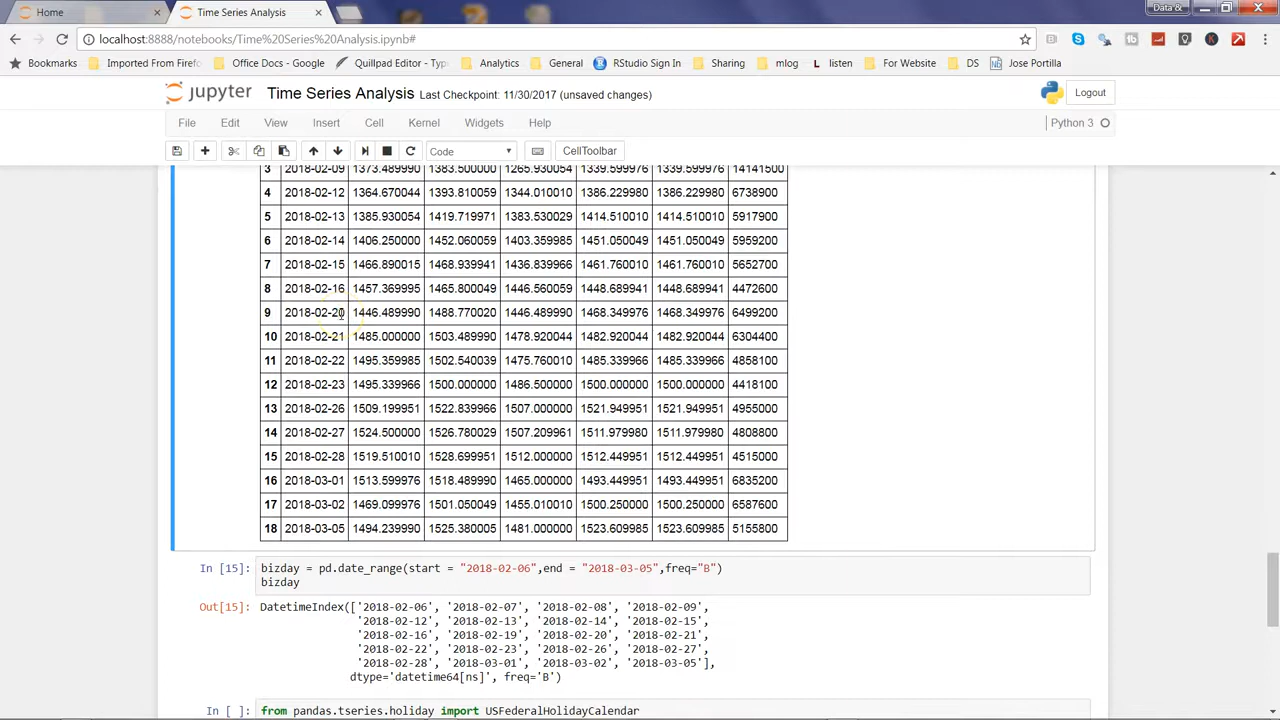 Home
Time Series Analysis
Data &
localhost:8888/notebooks/Time%20Series%20Analysis.ipynb#
Bookmarks Imported From Firef Office Docs - Google Quillpad Editor - Typ Analytics General RStudio Sign In Sharing mlog L listen For Website DS Jose Portilla
jupyter Time Series Analysis Last Checkpoint: 11/30/2017 (unsaved changes) Logout
File Edit View Insert Cell Kernel Widgets Help Python 3
Code CellToolbar
3 2018-02-09 1373.489990 1383.500000 1265.930054 1339.599976 1339.599976 14141500
4 2018-02-12 1364.670044 1393.810059 1344.010010 1386.229980 1386.229980 6738900
5 2018-02-13 1385.930054 1419.719971 1383.530029 1414.510010 1414.510010 5917900
6 2018-02-14 1406.250000 1452.060059 1403.359985 1451.050049 1451.050049 5959200
7 2018-02-15 1466.890015 1468.939941 1436.839966 1461.760010 1461.760010 5652700
8 2018-02-16 1457.369995 1465.800049 1446.560059 1448.689941 1448.689941 4472600
9 2018-02-20 1446.489990 1488.770020 1446.489990 1468.349976 1468.349976 6499200
10 2018-02-21 1485.000000 1503.489990 1478.920044 1482.920044 1482.920044 6304400
11 2018-02-22 1495.359985 1502.540039 1475.760010 1485.339966 1485.339966 4858100
12 2018-02-23 1495.339966 1500.000000 1486.500000 1500.000000 1500.000000 4418100
13 2018-02-26 1509.199951 1522.839966 1507.000000 1521.949951 1521.949951 4955000
14 2018-02-27 1524.500000 1526.780029 1507.209961 1511.979980 1511.979980 4808800
15 2018-02-28 1519.510010 1528.699951 1512.000000 1512.449951 1512.449951 4515000
16 2018-03-01 1513.599976 1518.489990 1465.000000 1493.449951 1493.449951 6835200
17 2018-03-02 1469.099976 1501.050049 1455.010010 1500.250000 1500.250000 6587600
18 2018-03-05 1494.239990 1525.380005 1481.000000 1523.609985 1523.609985 5155800
In [15]: bizday = pd.date_range(start = "2018-02-06",end = "2018-03-05",freq="B")
bizday
Out[15]: DatetimeIndex(['2018-02-06', '2018-02-07', '2018-02-08', '2018-02-09',
'2018-02-12', '2018-02-13', '2018-02-14', '2018-02-15',
'2018-02-16', '2018-02-19', '2018-02-20', '2018-02-21',
'2018-02-22', '2018-02-23', '2018-02-26', '2018-02-27',
'2018-02-28', '2018-03-01', '2018-03-02', '2018-03-05'],
dtype='datetime64[ns]', freq='B')
In [ ]: from pandas.tseries.holiday import USFederalHolidayCalendar